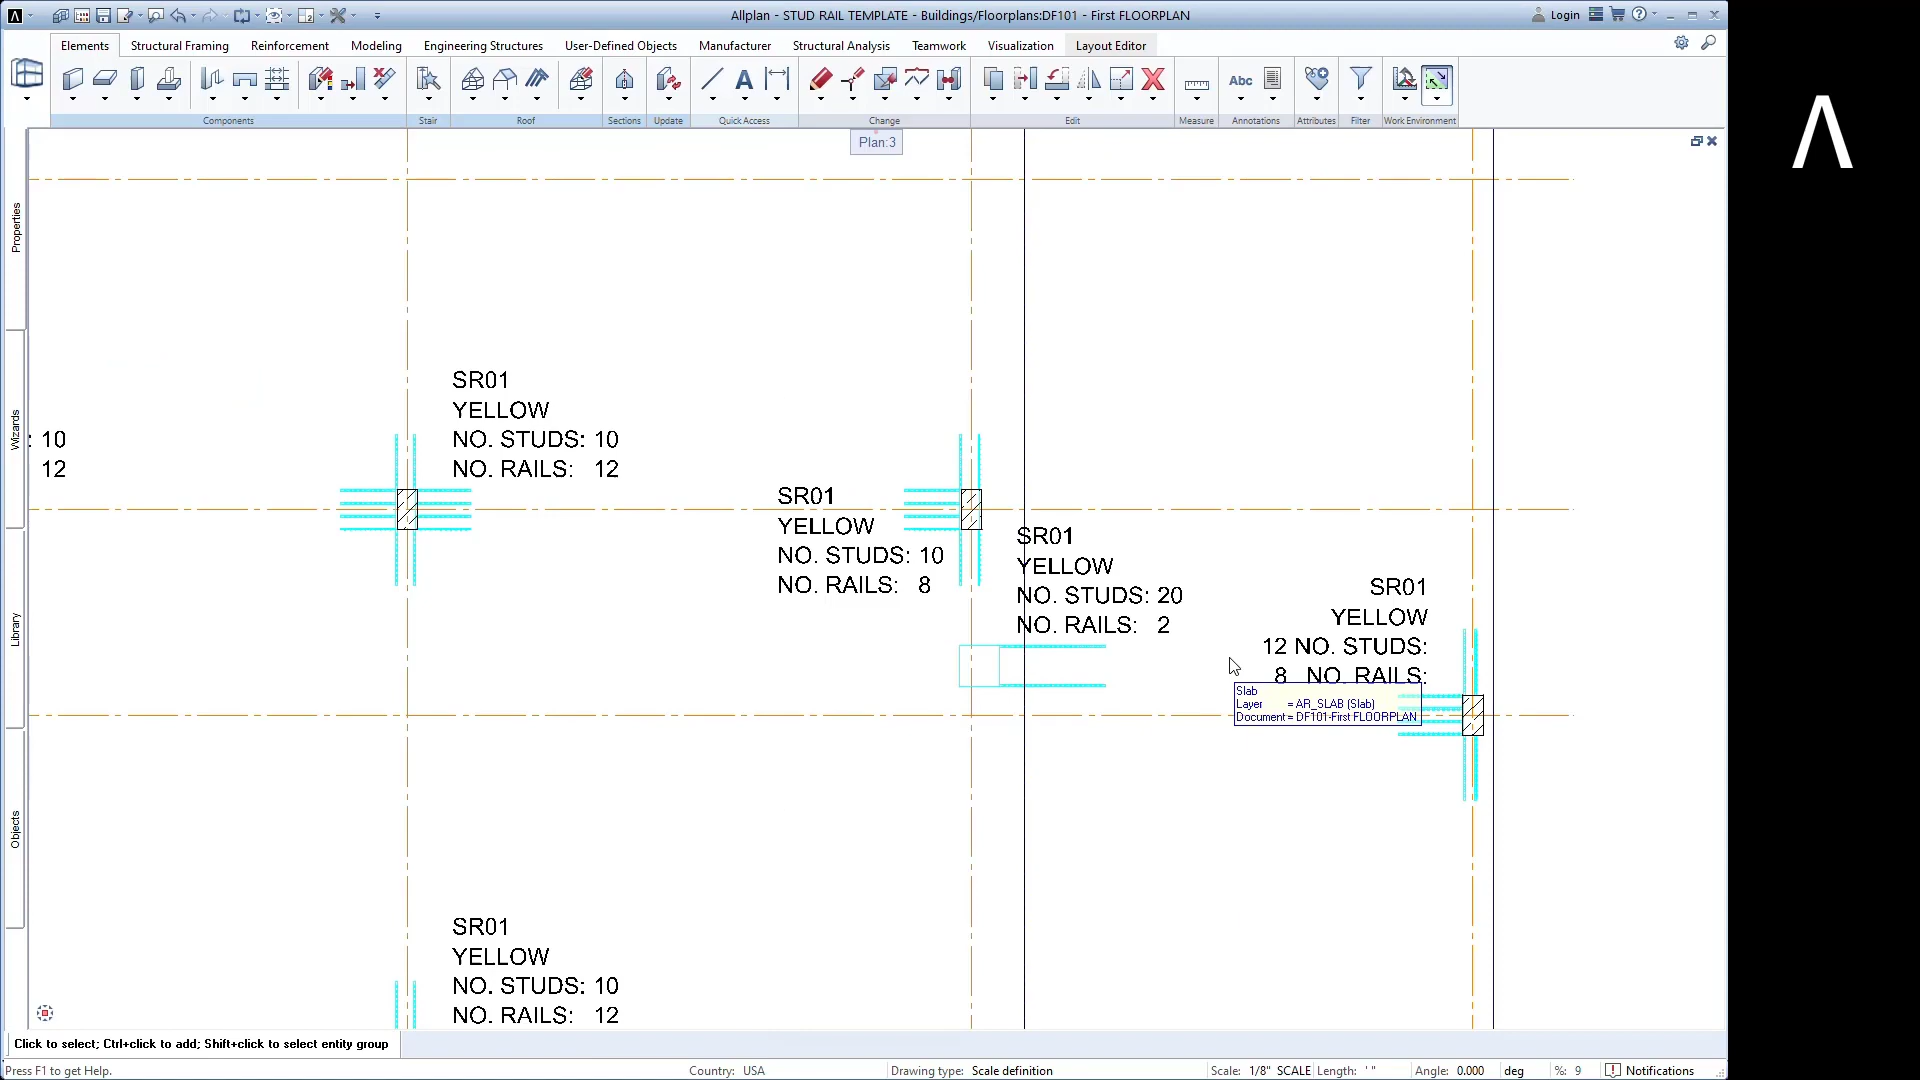 Allplan - STUD RAIL TEMPLATE - Buildings/Floorplans:DF101 - First FLOORPLAN
Login
Elements
Structural Framing
Reinforcement
Modeling
Engineering Structures
User-Defined Objects
Manufacturer
Structural Analysis
Teamwork
Visualization
Layout Editor
Abc
Components
Stair
Roof
Sections
Update
Quick Access
Change
Edit
Measure
Annotations
Attributes
Filter
Work Environment
Plan:3
Properties
Wizards
Library
Objects
: 10
12
SR01
YELLOW
NO. STUDS: 10
NO. RAILS: 12
SR01
YELLOW
NO. STUDS: 10
NO. RAILS: 8
SR01
YELLOW
NO. STUDS: 20
NO. RAILS: 2
SR01
YELLOW
12 NO. STUDS:
8 NO. RAILS:
Slab
Layer = AR_SLAB (Slab)
Document = DF101-First FLOORPLAN
SR01
YELLOW
NO. STUDS: 10
NO. RAILS: 12
Click to select; Ctrl+click to add; Shift+click to select entity group
Press F1 to get Help.
Country: USA
Drawing type: Scale definition
Scale: 1/8" SCALE
Length: ' "
Angle: 0.000 deg
%: 9
Notifications